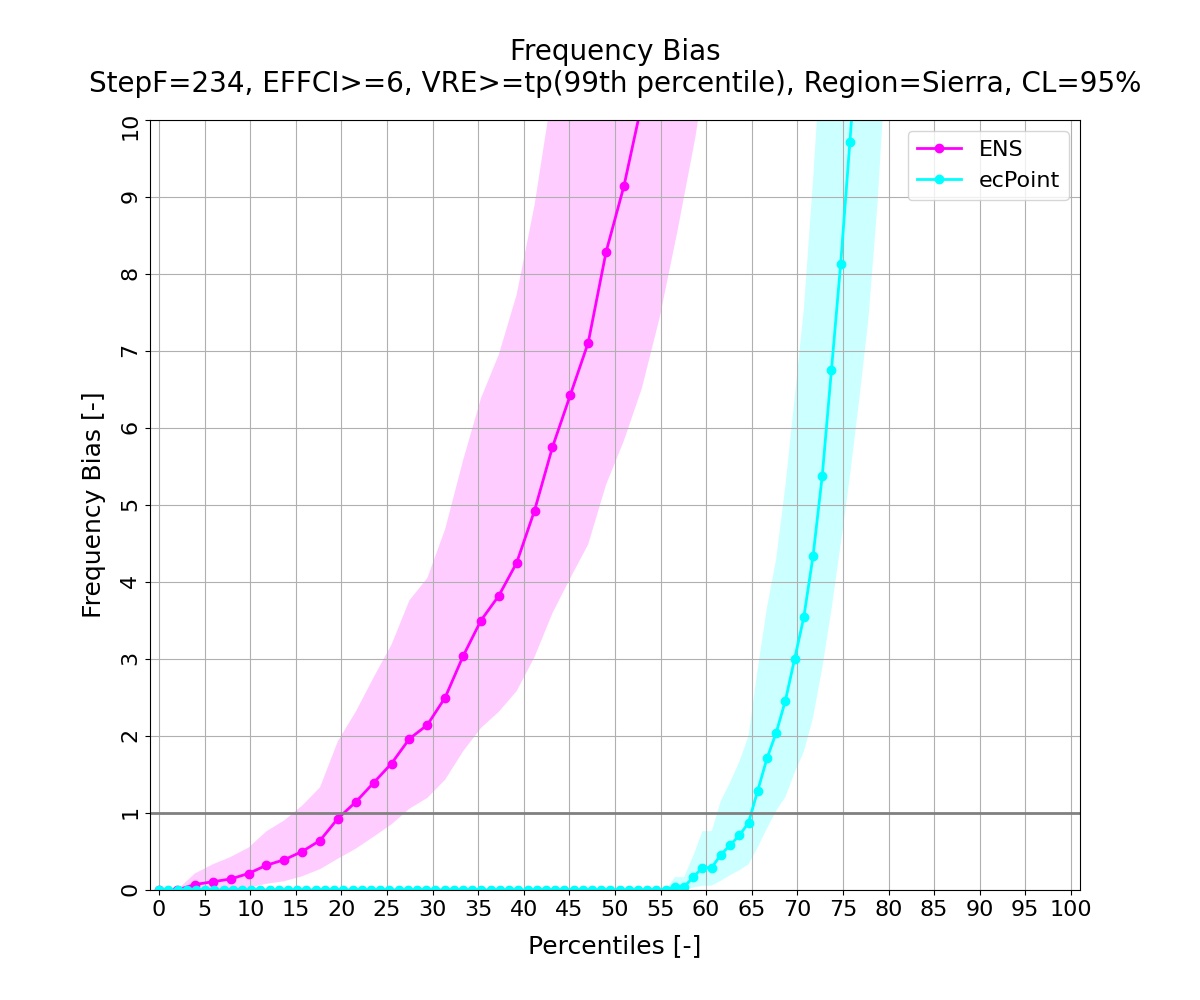 Frequency Bias
StepF=234, EFFCI>=6, VRE>=tp(99th percentile), Region=Sierra, CL=95%
10
9
8
7
6
5
4
3
2
1
0
Frequency Bias [-]
ENS
ecPoint
0 5 10 15 20 25 30 35 40 45 50 55 60 65 70 75 80 85 90 95 100
Percentiles [-]